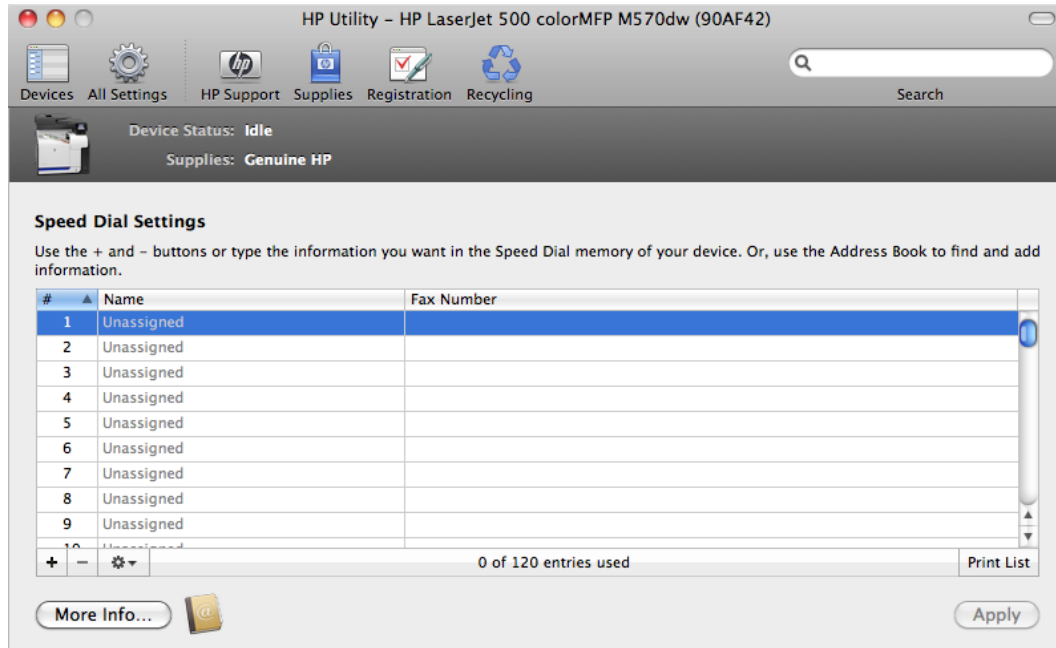 HP Utility – HP LaserJet 500 colorMFP M570dw (90AF42)
Devices All Settings HP Support Supplies Registration Recycling Search
Device Status: Idle
Supplies: Genuine HP
Speed Dial Settings
Use the + and – buttons or type the information you want in the Speed Dial memory of your device. Or, use the Address Book to find and add
information.
# Name Fax Number
1 Unassigned
2 Unassigned
3 Unassigned
4 Unassigned
5 Unassigned
6 Unassigned
7 Unassigned
8 Unassigned
9 Unassigned
10 Unassigned
+ – 0 of 120 entries used Print List
More Info... @ Apply